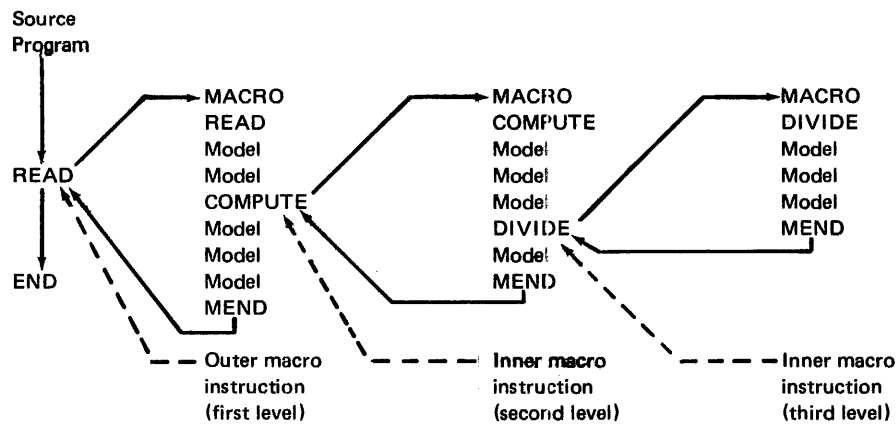 Source
Program
READ
END
MACRO
READ
Model
Model
COMPUTE
Model
Model
Model
MEND
MACRO
COMPUTE
Model
Model
Model
DIVIDE
Model
MEND
MACRO
DIVIDE
Model
Model
Model
MEND
Outer macro
instruction
(first level)
Inner macro
instruction
(second level)
Inner macro
instruction
(third level)